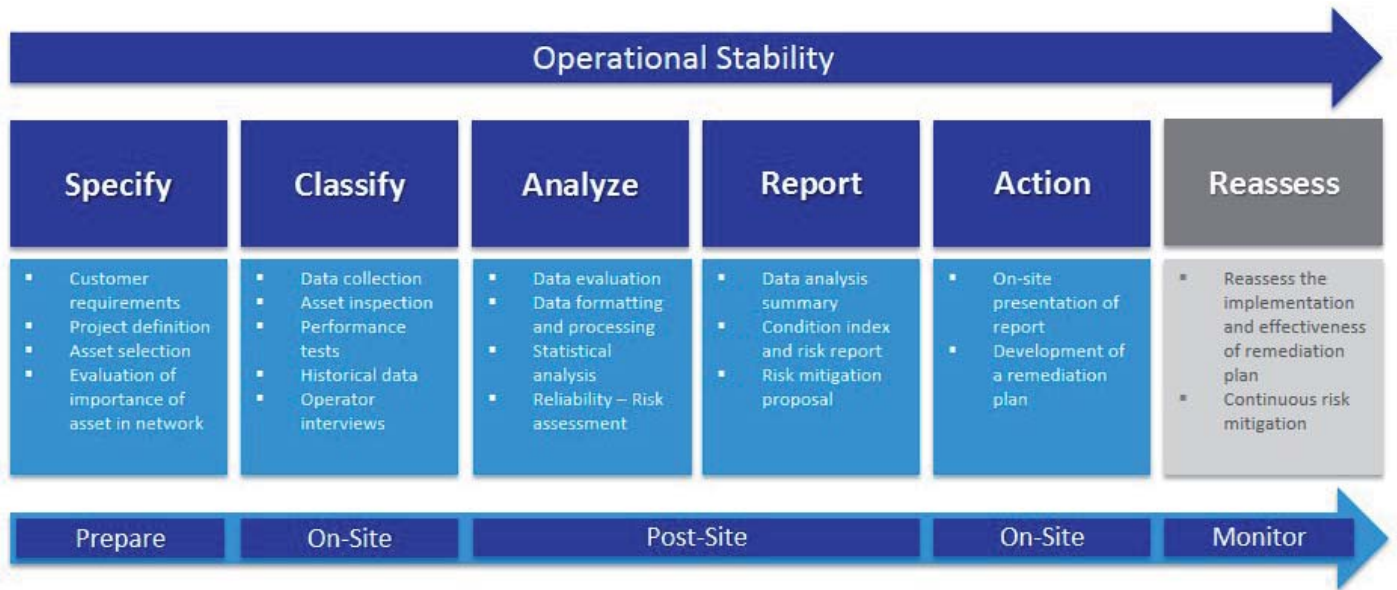 Operational Stability
Specify
Classify
Analyze
Report
Action
Reassess
▪ Customer
requirements
▪ Project definition
▪ Asset selection
▪ Evaluation of
importance of
asset in network
▪ Data collection
▪ Asset inspection
▪ Performance
tests
▪ Historical data
▪ Operator
interviews
▪ Data evaluation
▪ Data formatting
and processing
▪ Statistical
analysis
▪ Reliability – Risk
assessment
▪ Data analysis
summary
▪ Condition index
and risk report
▪ Risk mitigation
proposal
▪ On-site
presentation of
report
▪ Development of
a remediation
plan
▪ Reassess the
implementation
and effectiveness
of remediation
plan
▪ Continuous risk
mitigation
Prepare
On-Site
Post-Site
On-Site
Monitor